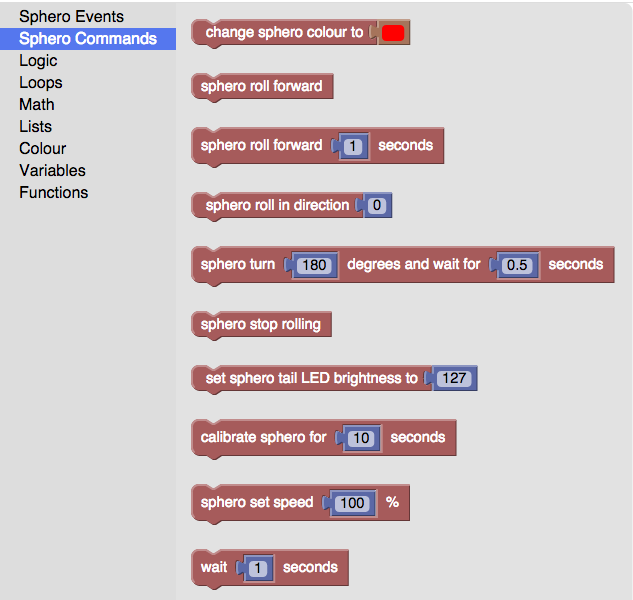 Sphero Events
Sphero Commands
Logic
Loops
Math
Lists
Colour
Variables
Functions
change sphero colour to
sphero roll forward
sphero roll forward 1 seconds
sphero roll in direction 0
sphero turn 180 degrees and wait for 0.5 seconds
sphero stop rolling
set sphero tail LED brightness to 127
calibrate sphero for 10 seconds
sphero set speed 100 %
wait 1 seconds